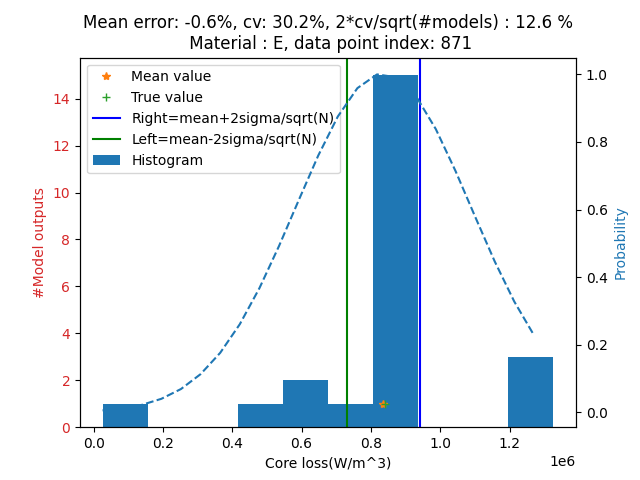 Mean error: -0.6%, cv: 30.2%, 2*cv/sqrt(#models) : 12.6 %
Material : E, data point index: 871
Mean value
True value
Right=mean+2sigma/sqrt(N)
Left=mean-2sigma/sqrt(N)
Histogram
#Model outputs
14
12
10
8
6
4
2
0
1.0
0.8
0.6
0.4
0.2
0.0
Probability
0.0 0.2 0.4 0.6 0.8 1.0 1.2
1e6
Core loss(W/m^3)